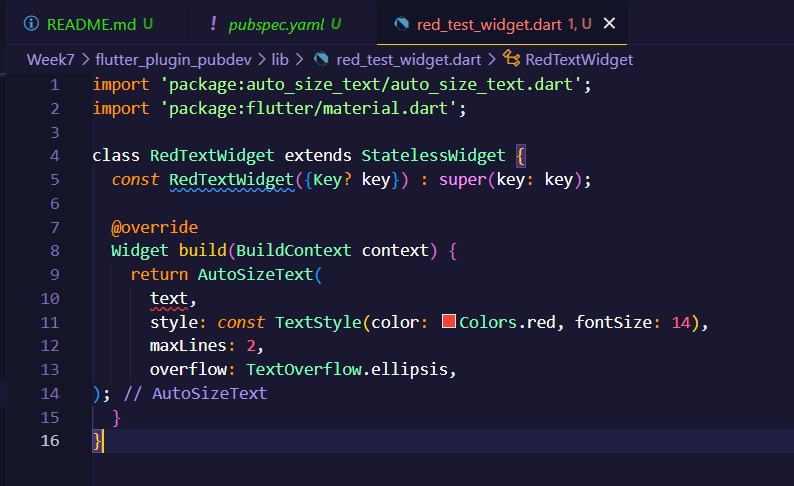 README.md U
! pubspec.yaml U
red_test_widget.dart 1, U ×
Week7 > flutter_plugin_pubdev > lib > red_test_widget.dart > RedTextWidget
1 import 'package:auto_size_text/auto_size_text.dart';
2 import 'package:flutter/material.dart';
3
4 class RedTextWidget extends StatelessWidget {
5   const RedTextWidget({Key? key}) : super(key: key);
6
7   @override
8   Widget build(BuildContext context) {
9     return AutoSizeText(
10       text,
11       style: const TextStyle(color: Colors.red, fontSize: 14),
12       maxLines: 2,
13       overflow: TextOverflow.ellipsis,
14 ); // AutoSizeText
15   }
16 }